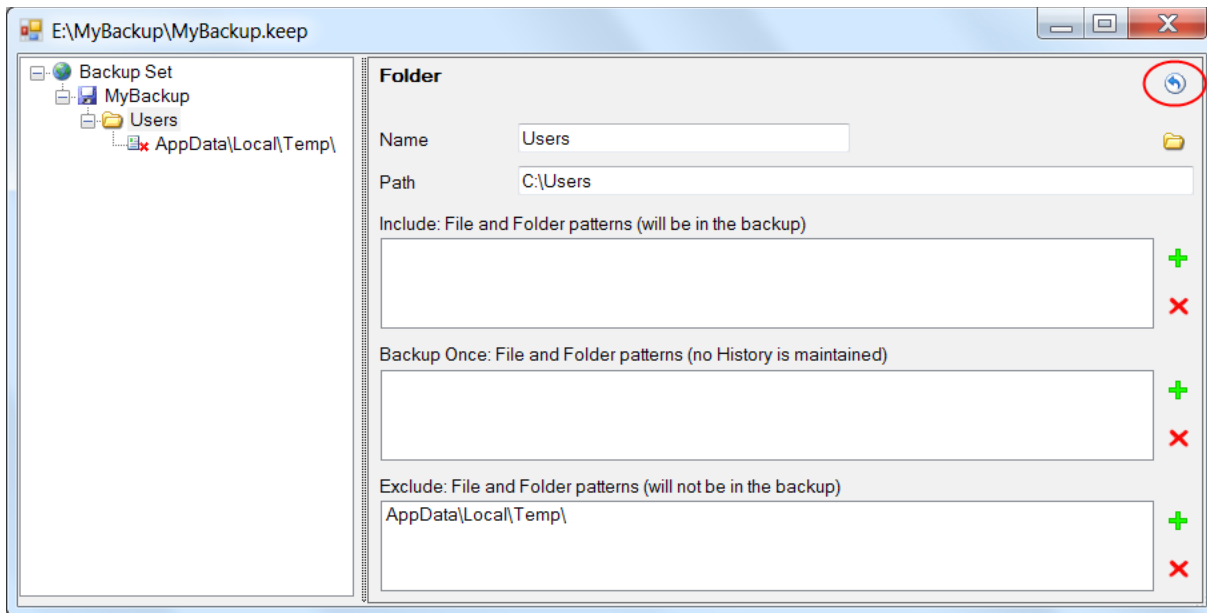 E:\MyBackup\MyBackup.keep
Backup Set
MyBackup
Users
AppData\Local\Temp\
Folder
Name
Users
Path
C:\Users
Include: File and Folder patterns (will be in the backup)
Backup Once: File and Folder patterns (no History is maintained)
Exclude: File and Folder patterns (will not be in the backup)
AppData\Local\Temp\